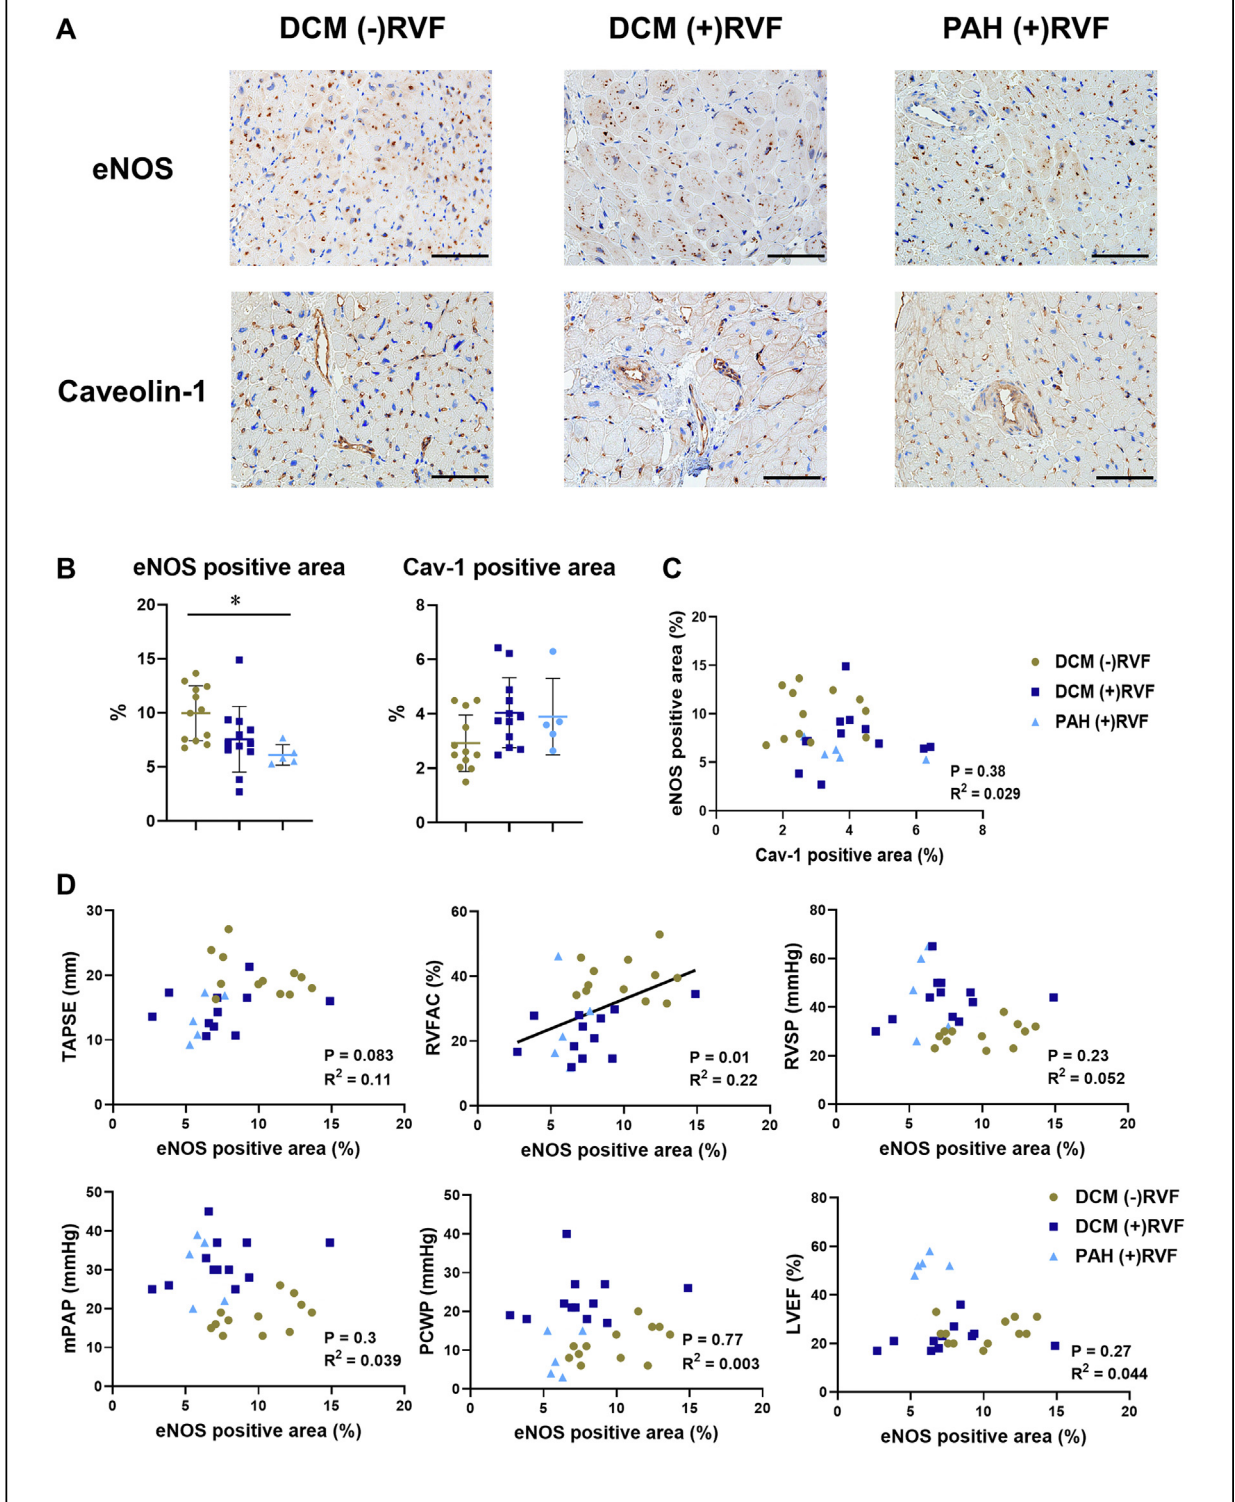 A
DCM (-)RVF
DCM (+)RVF
PAH (+)RVF
eNOS
Caveolin-1
B
eNOS positive area
20
15
10
5
0
%
*
Cav-1 positive area
8
6
4
2
0
%
C
eNOS positive area (%)
20
15
10
5
0
0 2 4 6 8
Cav-1 positive area (%)
P = 0.38
R² = 0.029
DCM (-)RVF
DCM (+)RVF
PAH (+)RVF
D
TAPSE (mm)
30
20
10
0
0 5 10 15 20
eNOS positive area (%)
P = 0.083
R² = 0.11
RVFAC (%)
60
40
20
0
0 5 10 15 20
eNOS positive area (%)
P = 0.01
R² = 0.22
RVSP (mmHg)
80
60
40
20
0
0 5 10 15 20
eNOS positive area (%)
P = 0.23
R² = 0.052
mPAP (mmHg)
50
40
30
20
10
0
0 5 10 15 20
eNOS positive area (%)
P = 0.3
R² = 0.039
PCWP (mmHg)
50
40
30
20
10
0
0 5 10 15 20
eNOS positive area (%)
P = 0.77
R² = 0.003
LVEF (%)
80
60
40
20
0
0 5 10 15 20
eNOS positive area (%)
P = 0.27
R² = 0.044
DCM (-)RVF
DCM (+)RVF
PAH (+)RVF